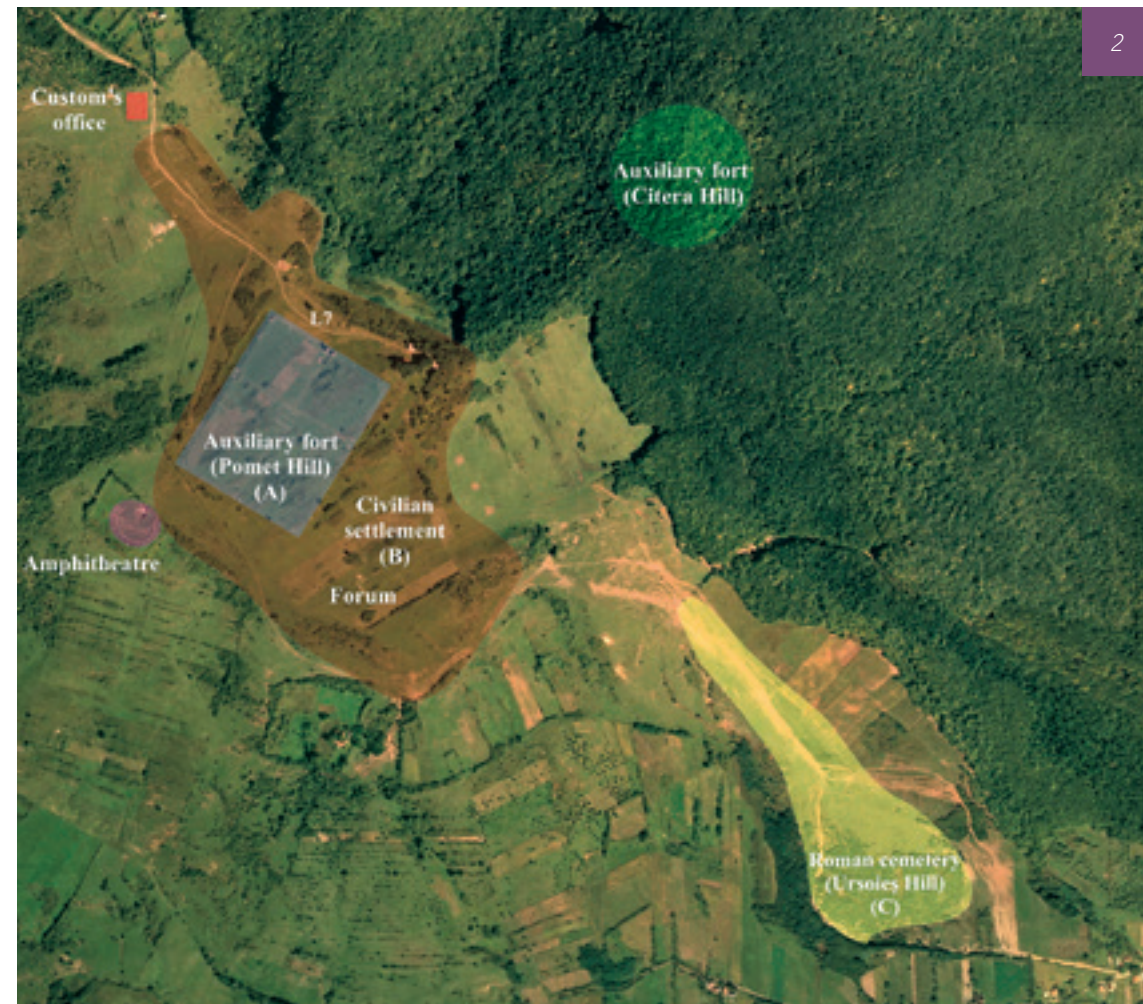 2
Custom's
office
Auxiliary fort
(Citera Hill)
L7
Auxiliary fort
(Pomet Hill)
(A)
Civilian
settlement
(B)
Amphitheatre
Forum
Roman cemetery
(Ursoies Hill)
(C)